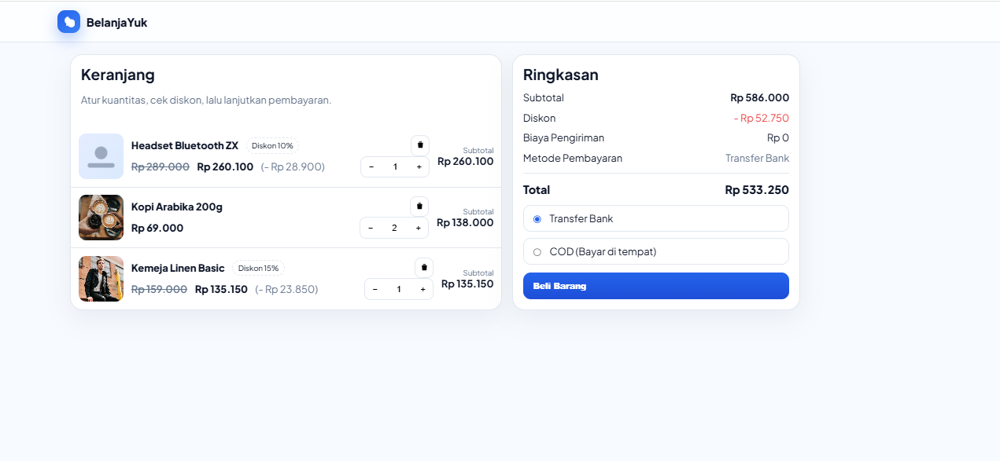 BelanjaYuk
Keranjang
Atur kuantitas, cek diskon, lalu lanjutkan pembayaran.
Headset Bluetooth ZX Diskon 10%
Rp 289.000 Rp 260.100 (- Rp 28.900)
− 1 +
Subtotal
Rp 260.100
Kopi Arabika 200g
Rp 69.000
− 2 +
Subtotal
Rp 138.000
Kemeja Linen Basic Diskon 15%
Rp 159.000 Rp 135.150 (- Rp 23.850)
− 1 +
Subtotal
Rp 135.150
Ringkasan
Subtotal Rp 586.000
Diskon - Rp 52.750
Biaya Pengiriman Rp 0
Metode Pembayaran Transfer Bank
Total Rp 533.250
Transfer Bank
COD (Bayar di tempat)
Beli Barang